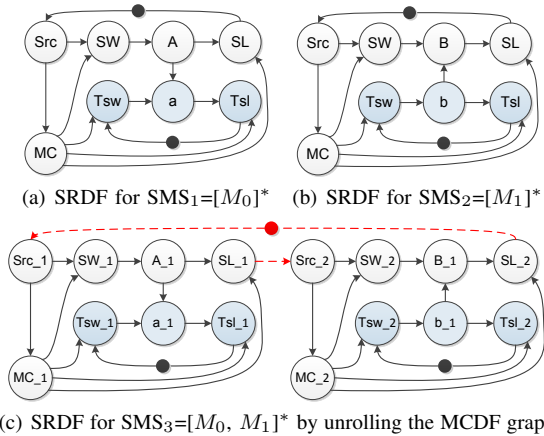 Src SW A SL
Tsw a Tsl
MC
Src SW B SL
Tsw b Tsl
MC
(a) SRDF for SMS₁=[M₀]* (b) SRDF for SMS₂=[M₁]*
Src_1 SW_1 A_1 SL_1 Src_2 SW_2 B_1 SL_2
Tsw_1 a_1 Tsl_1 Tsw_2 b_1 Tsl_2
MC_1 MC_2
(c) SRDF for SMS₃=[M₀, M₁]* by unrolling the MCDF grap